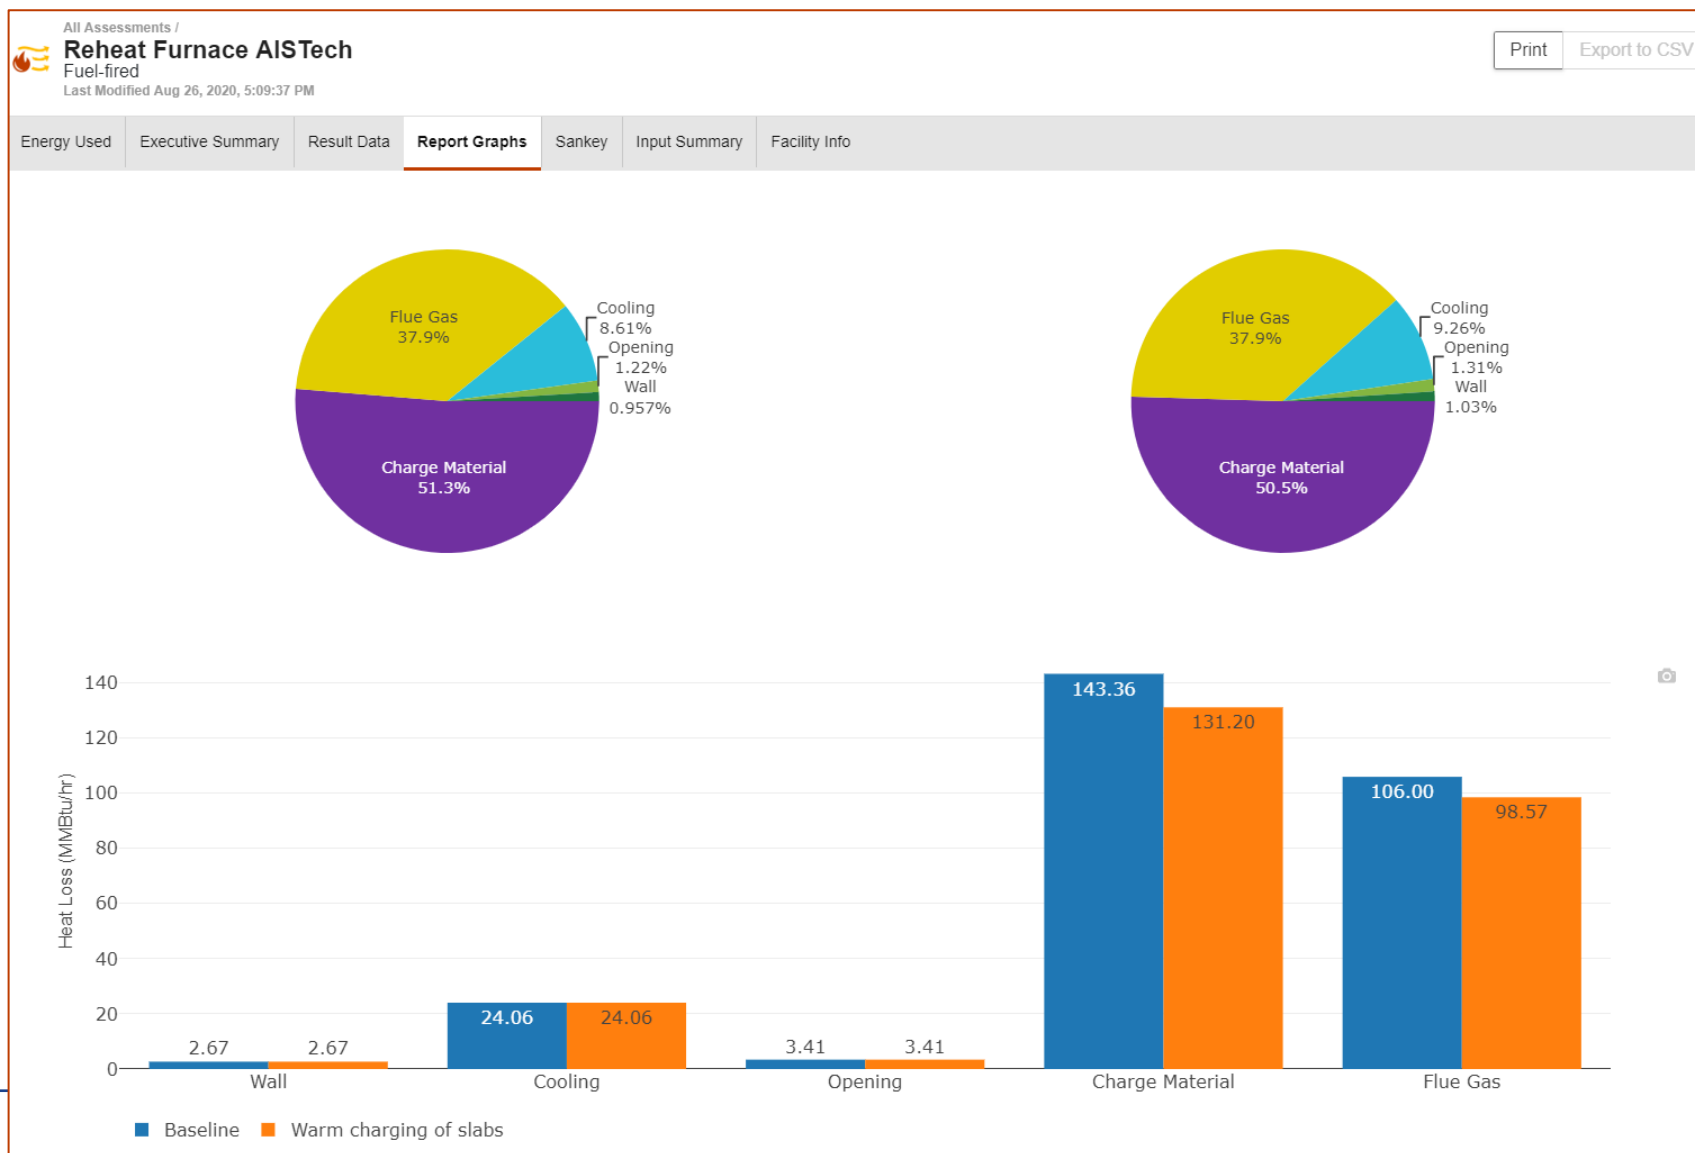 All Assessments /
Reheat Furnace AISTech
Fuel-fired
Last Modified Aug 26, 2020, 5:09:37 PM
Print
Export to CSV
Energy Used
Executive Summary
Result Data
Report Graphs
Sankey
Input Summary
Facility Info
Flue Gas
37.9%
Cooling
8.61%
Opening
1.22%
Wall
0.957%
Charge Material
51.3%
Flue Gas
37.9%
Cooling
9.26%
Opening
1.31%
Wall
1.03%
Charge Material
50.5%
Heat Loss (MMBtu/hr)
140
120
100
80
60
40
20
0
2.67
2.67
24.06
24.06
3.41
3.41
143.36
131.20
106.00
98.57
Wall
Cooling
Opening
Charge Material
Flue Gas
Baseline
Warm charging of slabs